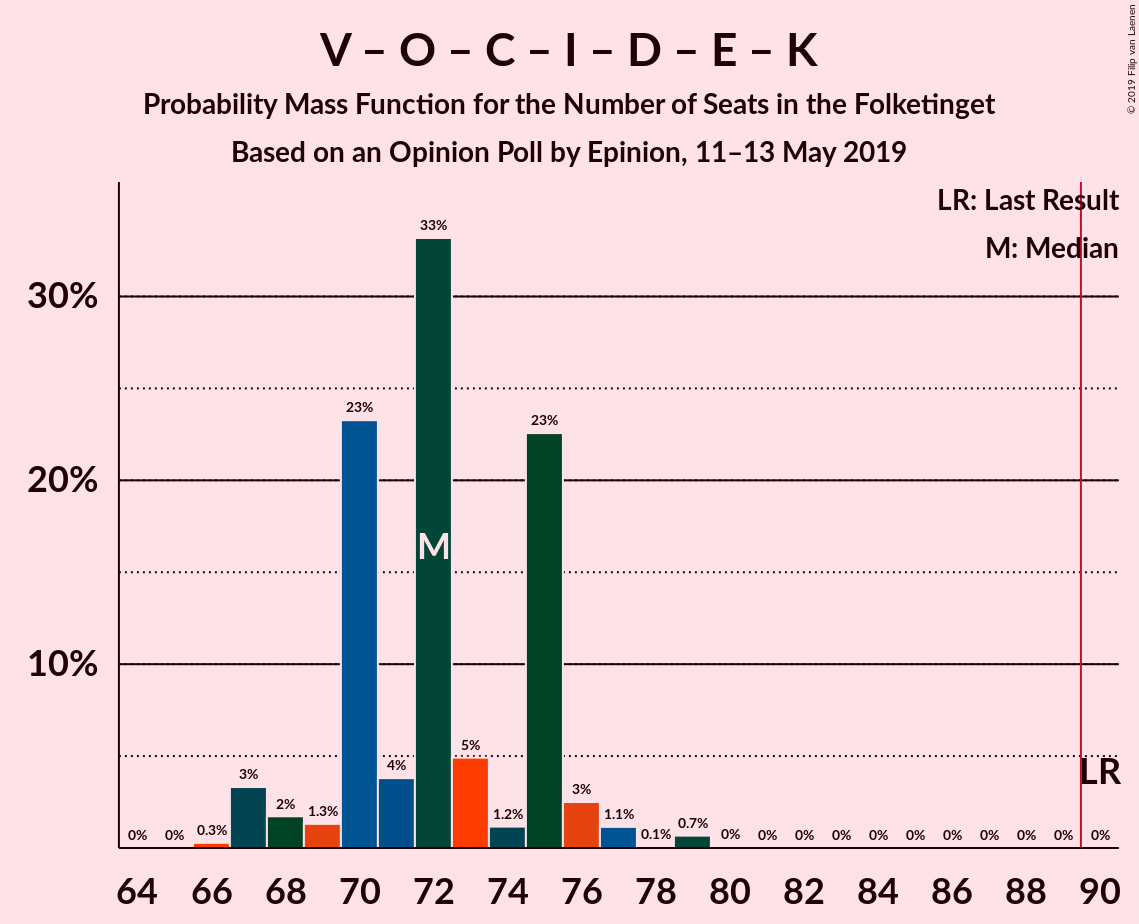 V – O – C – I – D – E – K
Probability Mass Function for the Number of Seats in the Folketinget
Based on an Opinion Poll by Epinion, 11–13 May 2019
© 2019 Filip van Laenen
LR: Last Result
M: Median
33%
30%
23%
23%
20%
M
10%
5%
4%
LR
3%
3%
2%
1.3%
1.2%
1.1%
0% 0% 0.3% 0.1% 0.7% 0% 0% 0% 0% 0% 0% 0% 0% 0% 0% 0%
64 66 68 70 72 74 76 78 80 82 84 86 88 90